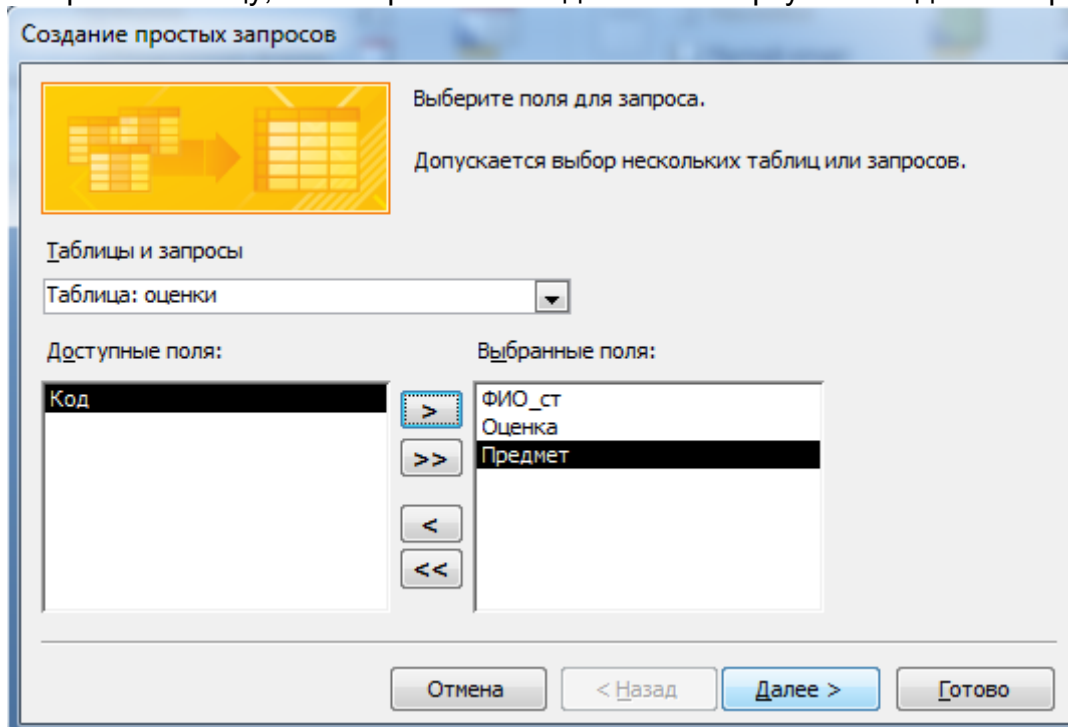 Создание простых запросов
Выберите поля для запроса.
Допускается выбор нескольких таблиц или запросов.
Таблицы и запросы
Таблица: оценки
Доступные поля:
Выбранные поля:
Код
>
ФИО_ст
Оценка
>>
Предмет
<
<<
Отмена
< Назад
Далее >
Готово